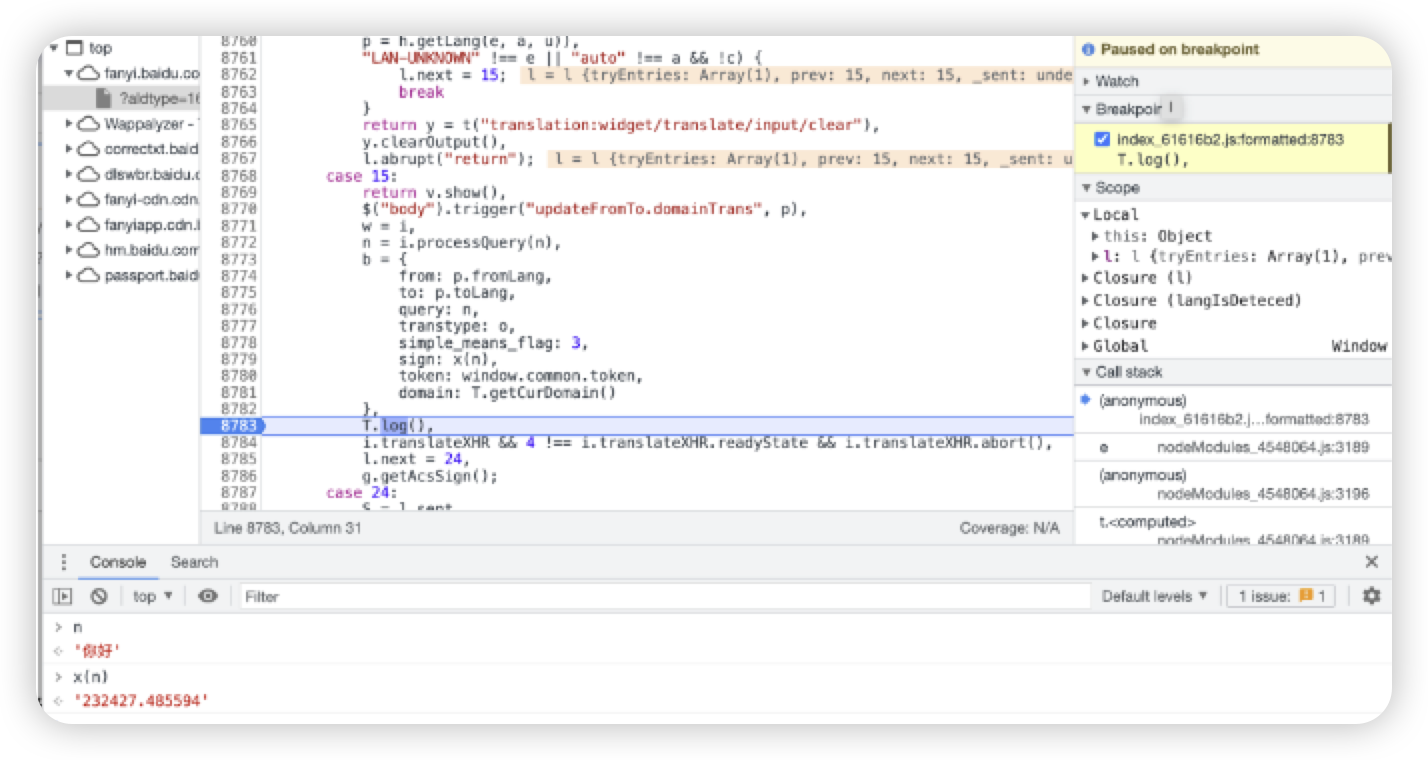 top
fanyi.baidu.co
?aldtype=16
Wappalyzer -
correctxt.baid
dlswbr.baidu.c
fanyi-cdn.cdn.
fanyiapp.cdn.
hm.baidu.com
passport.baid
8760 p = h.getLang(e, a, u)),
8761 "LAN-UNKNOWN" !== e || "auto" !== a && !c) {
8762 l.next = 15; l = l {tryEntries: Array(1), prev: 15, next: 15, _sent: unde
8763 break
8764 }
8765 return y = t("translation:widget/translate/input/clear"),
8766 y.clearOutput(),
8767 l.abrupt("return"); l = l {tryEntries: Array(1), prev: 15, next: 15, _sent: u
8768 case 15:
8769 return v.show(),
8770 $("body").trigger("updateFromTo.domainTrans", p),
8771 w = i,
8772 n = i.processQuery(n),
8773 b = {
8774 from: p.fromLang,
8775 to: p.toLang,
8776 query: n,
8777 transtype: o,
8778 simple_means_flag: 3,
8779 sign: x(n),
8780 token: window.common.token,
8781 domain: T.getCurDomain()
8782 },
8783 T.log(),
8784 i.translateXHR && 4 !== i.translateXHR.readyState && i.translateXHR.abort(),
8785 l.next = 24,
8786 g.getAcsSign();
8787 case 24:
8788 S = l.sent
Line 8783, Column 31 Coverage: N/A
Paused on breakpoint
Watch
Breakpoir
index_61616b2.js:formatted:8783
T.log(),
Scope
Local
this: Object
l: l {tryEntries: Array(1), prev
Closure (l)
Closure (langIsDeteced)
Closure
Global Window
Call stack
(anonymous)
index_61616b2.j...formatted:8783
e nodeModules_4548064.js:3189
(anonymous)
nodeModules_4548064.js:3196
t.<computed>
nodeModules_4548064.js:3189
Console Search
top Filter Default levels 1 issue: 1
> n
'你好'
> x(n)
'232427.485594'